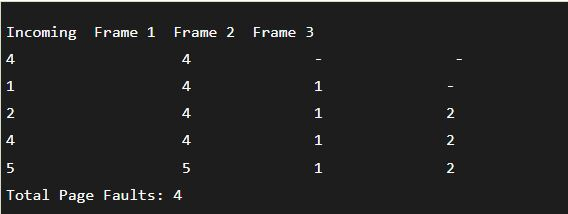 Incoming  Frame 1  Frame 2  Frame 3
4 4 - -
1 4 1 -
2 4 1 2
4 4 1 2
5 5 1 2
Total Page Faults: 4